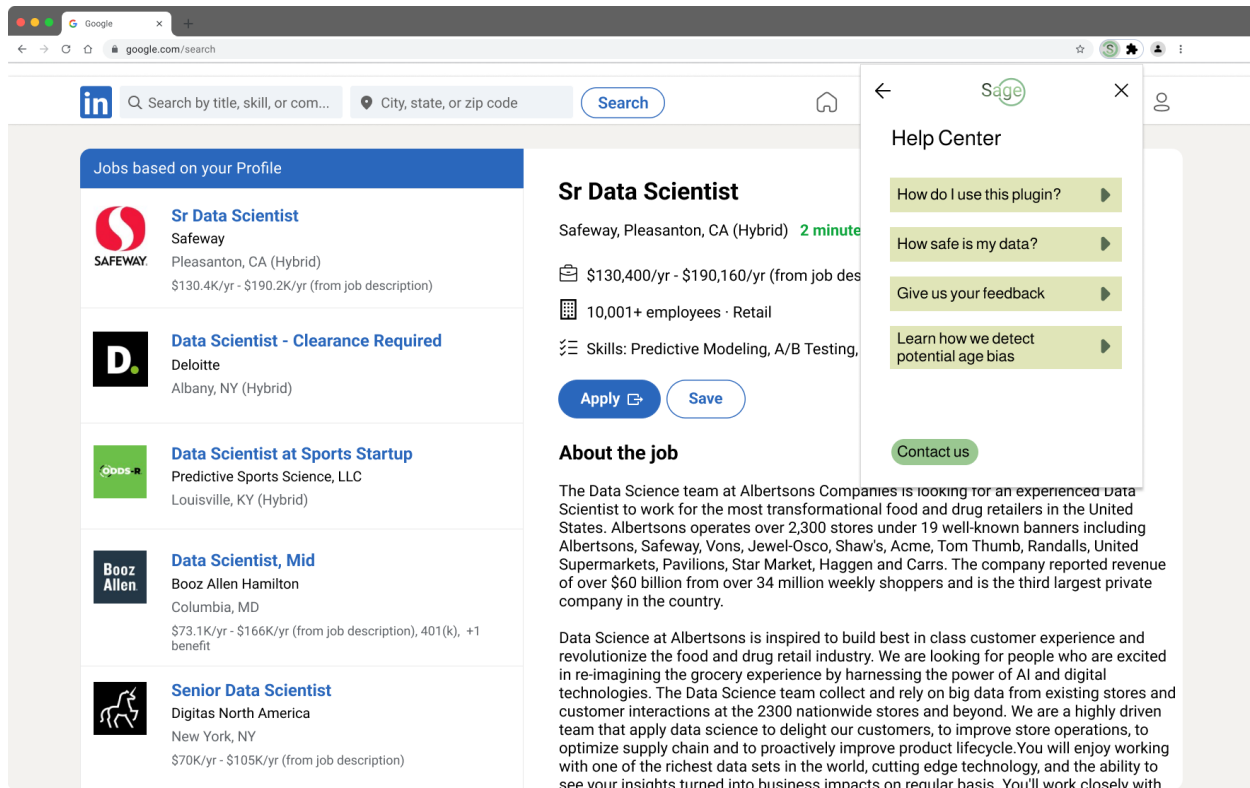 Google
google.com/search
S
in
Search by title, skill, or com...
City, state, or zip code
Search
Jobs based on your Profile
SAFEWAY.
Sr Data Scientist
Safeway
Pleasanton, CA (Hybrid)
$130.4K/yr - $190.2K/yr (from job description)
D.
Data Scientist - Clearance Required
Deloitte
Albany, NY (Hybrid)
ODDS-R
Data Scientist at Sports Startup
Predictive Sports Science, LLC
Louisville, KY (Hybrid)
Booz
Allen
Data Scientist, Mid
Booz Allen Hamilton
Columbia, MD
$73.1K/yr - $166K/yr (from job description), 401(k), +1
benefit
Senior Data Scientist
Digitas North America
New York, NY
$70K/yr - $105K/yr (from job description)
Sr Data Scientist
Safeway, Pleasanton, CA (Hybrid) 2 minute
$130,400/yr - $190,160/yr (from job des
10,001+ employees · Retail
Skills: Predictive Modeling, A/B Testing,
Apply
Save
About the job
The Data Science team at Albertsons Companies is looking for an experienced Data
Scientist to work for the most transformational food and drug retailers in the United
States. Albertsons operates over 2,300 stores under 19 well-known banners including
Albertsons, Safeway, Vons, Jewel-Osco, Shaw's, Acme, Tom Thumb, Randalls, United
Supermarkets, Pavilions, Star Market, Haggen and Carrs. The company reported revenue
of over $60 billion from over 34 million weekly shoppers and is the third largest private
company in the country.
Data Science at Albertsons is inspired to build best in class customer experience and
revolutionize the food and drug retail industry. We are looking for people who are excited
in re-imagining the grocery experience by harnessing the power of AI and digital
technologies. The Data Science team collect and rely on big data from existing stores and
customer interactions at the 2300 nationwide stores and beyond. We are a highly driven
team that apply data science to delight our customers, to improve store operations, to
optimize supply chain and to proactively improve product lifecycle.You will enjoy working
with one of the richest data sets in the world, cutting edge technology, and the ability to
see your insights turned into business impacts on regular basis. You'll work closely with
Sage
Help Center
How do I use this plugin?
How safe is my data?
Give us your feedback
Learn how we detect
potential age bias
Contact us